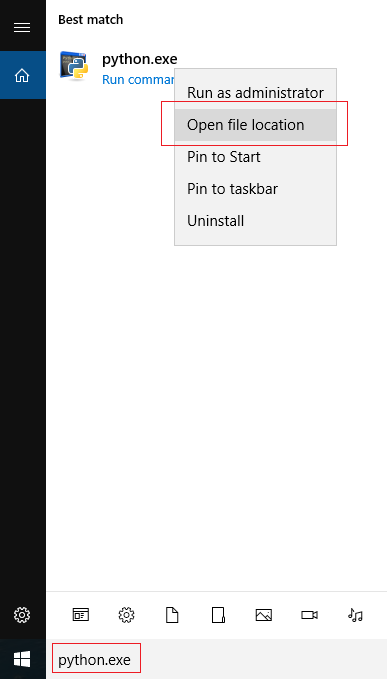 Best match
python.exe
Run comman
Run as administrator
Open file location
Pin to Start
Pin to taskbar
Uninstall
python.exe